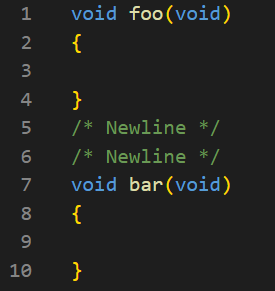 1 void foo(void)
2 {
3
4 }
5 /* Newline */
6 /* Newline */
7 void bar(void)
8 {
9
10 }